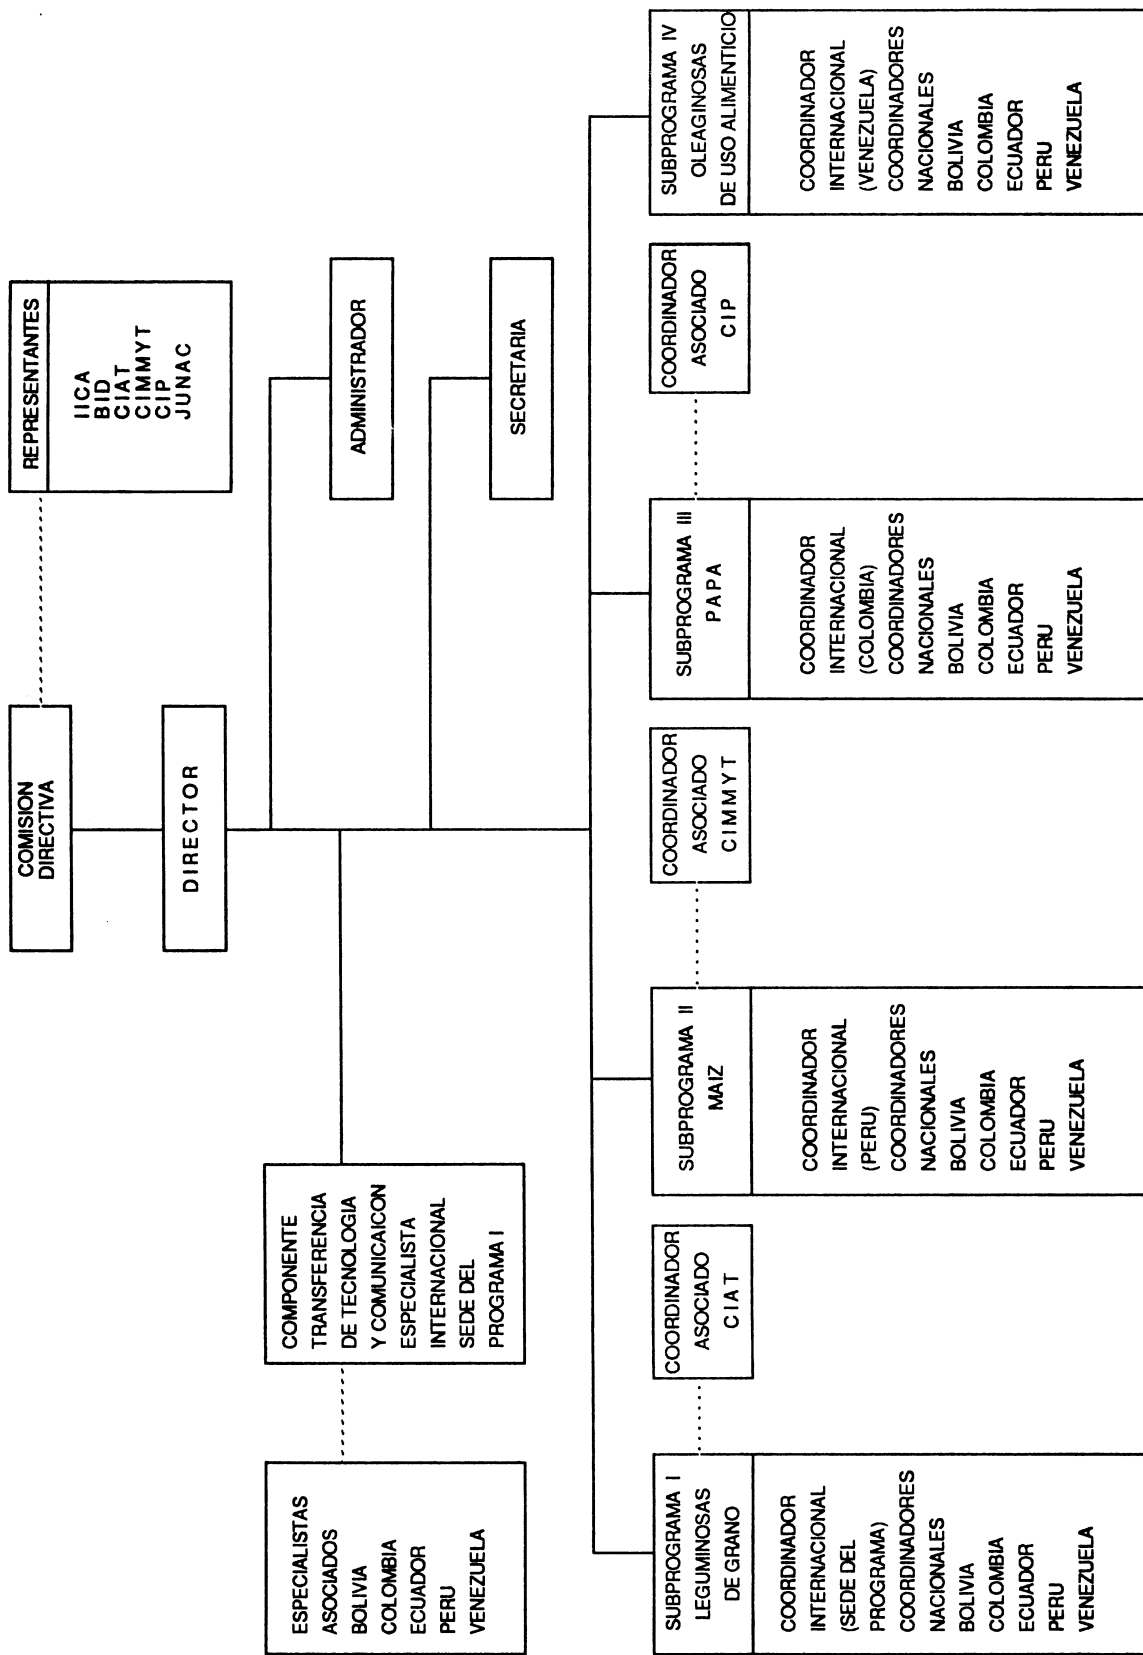 COMISION
DIRECTIVA
REPRESENTANTES
IICA
BID
CIAT
CIMMYT
CIP
JUNAC
DIRECTOR
ESPECIALISTAS
ASOCIADOS
BOLIVIA
COLOMBIA
ECUADOR
PERU
VENEZUELA
COMPONENTE
TRANSFERENCIA
DE TECNOLOGIA
Y COMUNICAICON
ESPECIALISTA
INTERNACIONAL
SEDE DEL
PROGRAMA I
ADMINISTRADOR
SECRETARIA
SUBPROGRAMA I
LEGUMINOSAS
DE GRANO
COORDINADOR
INTERNACIONAL
(SEDE DEL
PROGRAMA)
COORDINADORES
NACIONALES
BOLIVIA
COLOMBIA
ECUADOR
PERU
VENEZUELA
COORDINADOR
ASOCIADO
CIAT
SUBPROGRAMA II
MAIZ
COORDINADOR
INTERNACIONAL
(PERU)
COORDINADORES
NACIONALES
BOLIVIA
COLOMBIA
ECUADOR
PERU
VENEZUELA
COORDINADOR
ASOCIADO
CIMMYT
SUBPROGRAMA III
PAPA
COORDINADOR
INTERNACIONAL
(COLOMBIA)
COORDINADORES
NACIONALES
BOLIVIA
COLOMBIA
ECUADOR
PERU
VENEZUELA
COORDINADOR
ASOCIADO
CIP
SUBPROGRAMA IV
OLEAGINOSAS
DE USO ALIMENTICIO
COORDINADOR
INTERNACIONAL
(VENEZUELA)
COORDINADORES
NACIONALES
BOLIVIA
COLOMBIA
ECUADOR
PERU
VENEZUELA